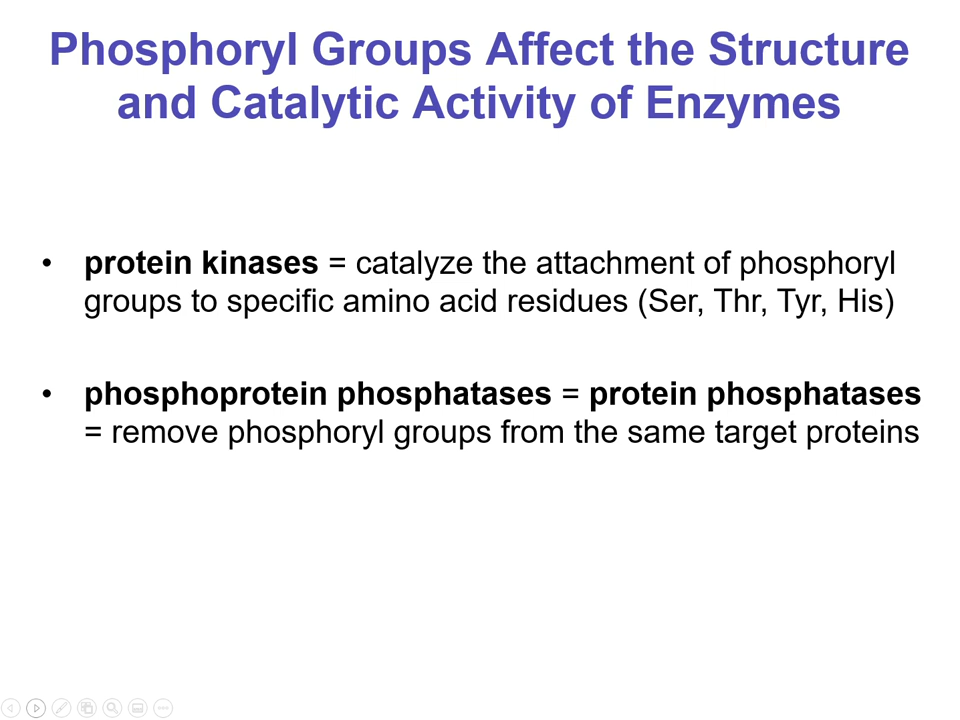 Phosphoryl Groups Affect the Structure
and Catalytic Activity of Enzymes
• protein kinases = catalyze the attachment of phosphoryl
groups to specific amino acid residues (Ser, Thr, Tyr, His)
• phosphoprotein phosphatases = protein phosphatases
= remove phosphoryl groups from the same target proteins